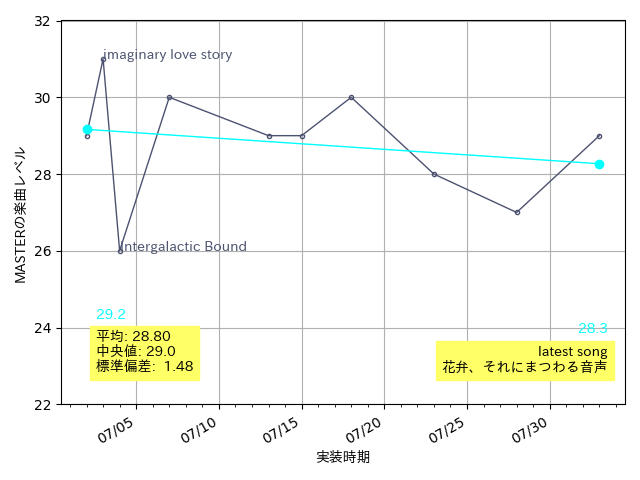 32
30
28
26
24
22
MASTERの楽曲レベル
imaginary love story
Intergalactic Bound
29.2
平均: 28.80
中央値: 29.0
標準偏差: 1.48
28.3
latest song
花弁、それにまつわる音声
07/05
07/10
07/15
07/20
07/25
07/30
実装時期